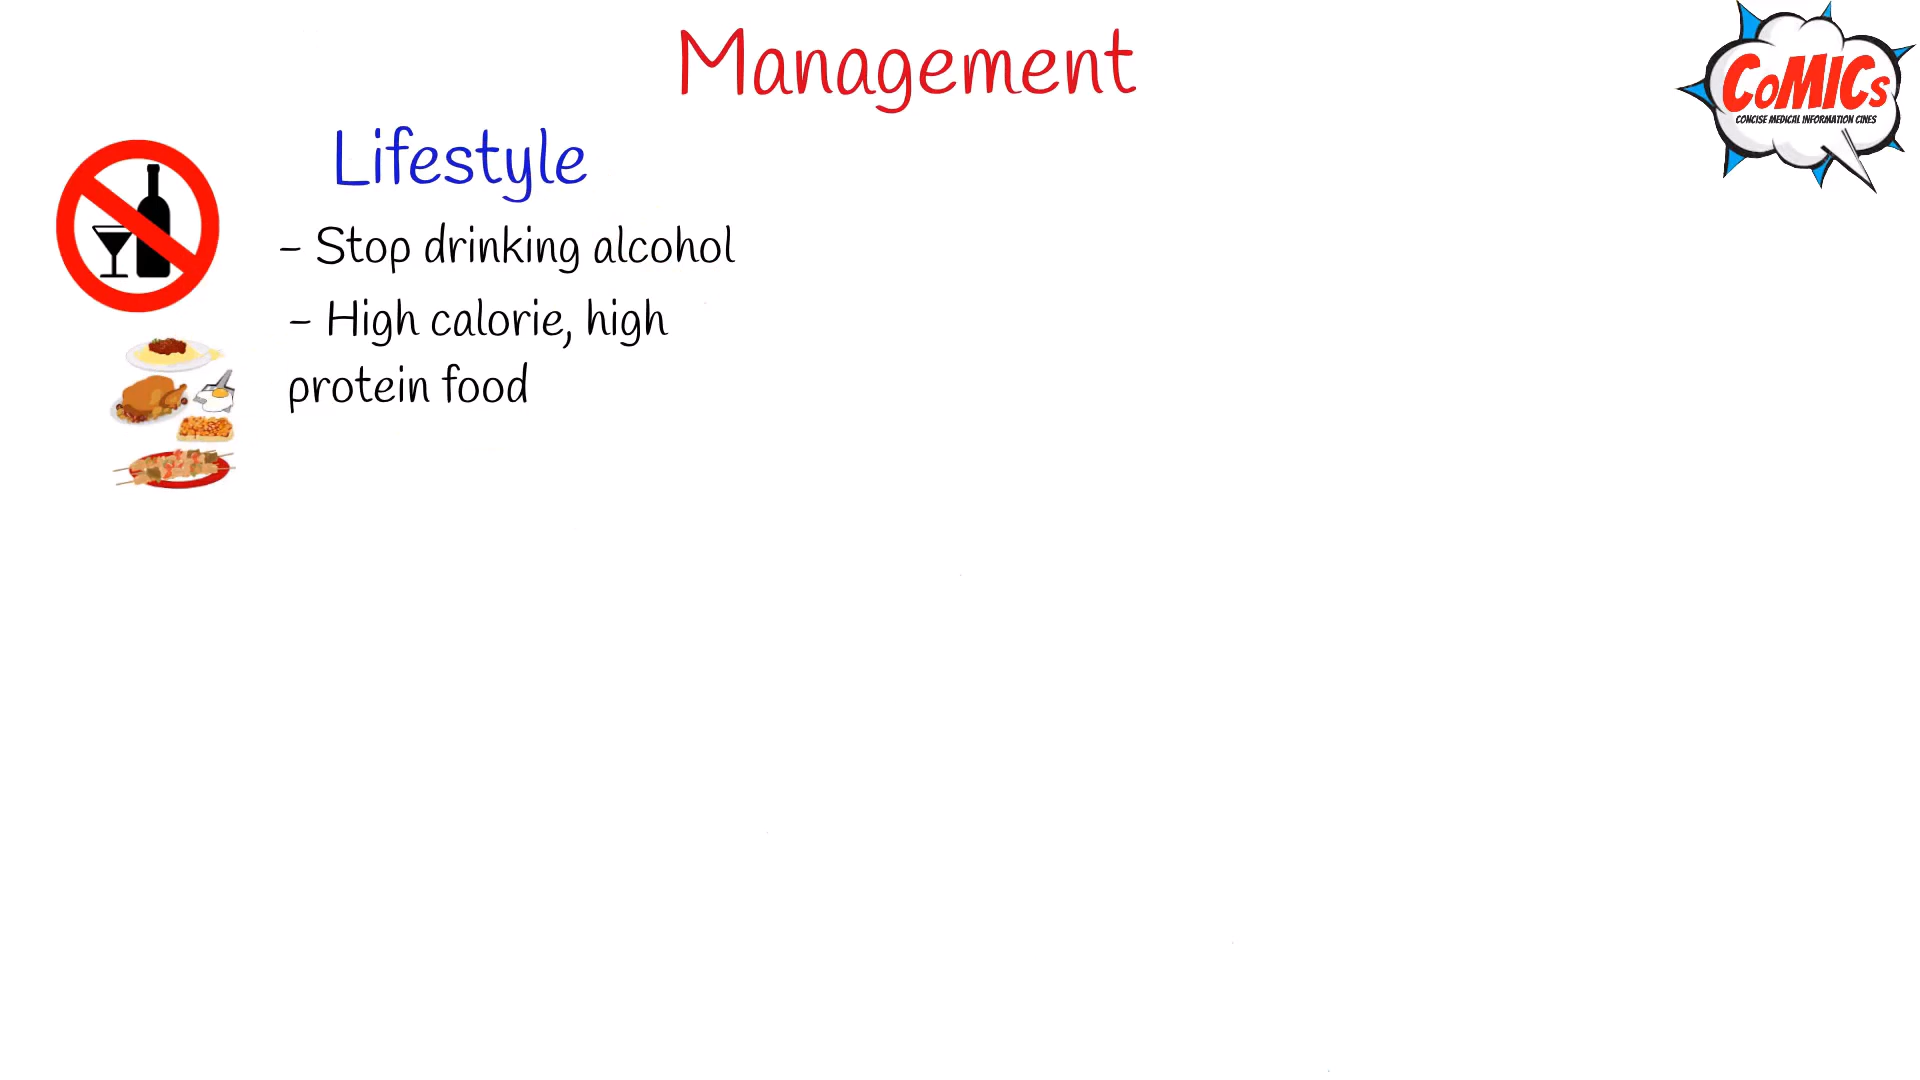 Management
CoMICs
CONCISE MEDICAL INFORMATION CINES
Lifestyle
- Stop drinking alcohol
- High calorie, high
protein food